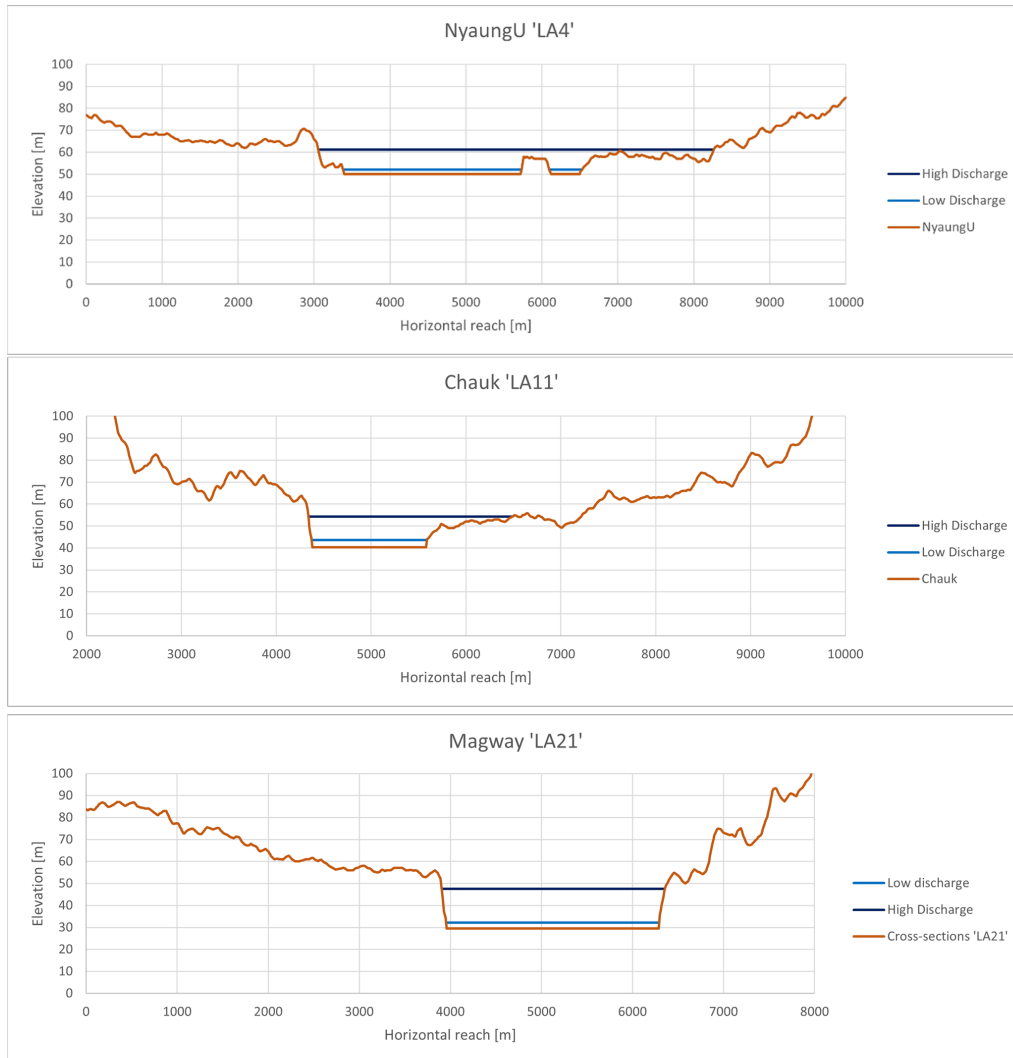 NyaungU 'LA4'
100
90
80
70
60
50
40
30
20
10
0
Elevation [m]
0 1000 2000 3000 4000 5000 6000 7000 8000 9000 10000
Horizontal reach [m]
High Discharge
Low Discharge
NyaungU
Chauk 'LA11'
100
90
80
70
60
50
40
30
20
10
0
Elevation [m]
2000 3000 4000 5000 6000 7000 8000 9000 10000
Horizontal reach [m]
High Discharge
Low Discharge
Chauk
Magway 'LA21'
100
90
80
70
60
50
40
30
20
10
0
Elevation [m]
0 1000 2000 3000 4000 5000 6000 7000 8000
Horizontal reach [m]
Low discharge
High Discharge
Cross-sections 'LA21'